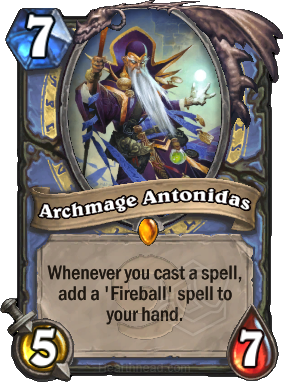 7
Archmage Antonidas
Whenever you cast a spell,
add a 'Fireball' spell to
your hand.
5
7